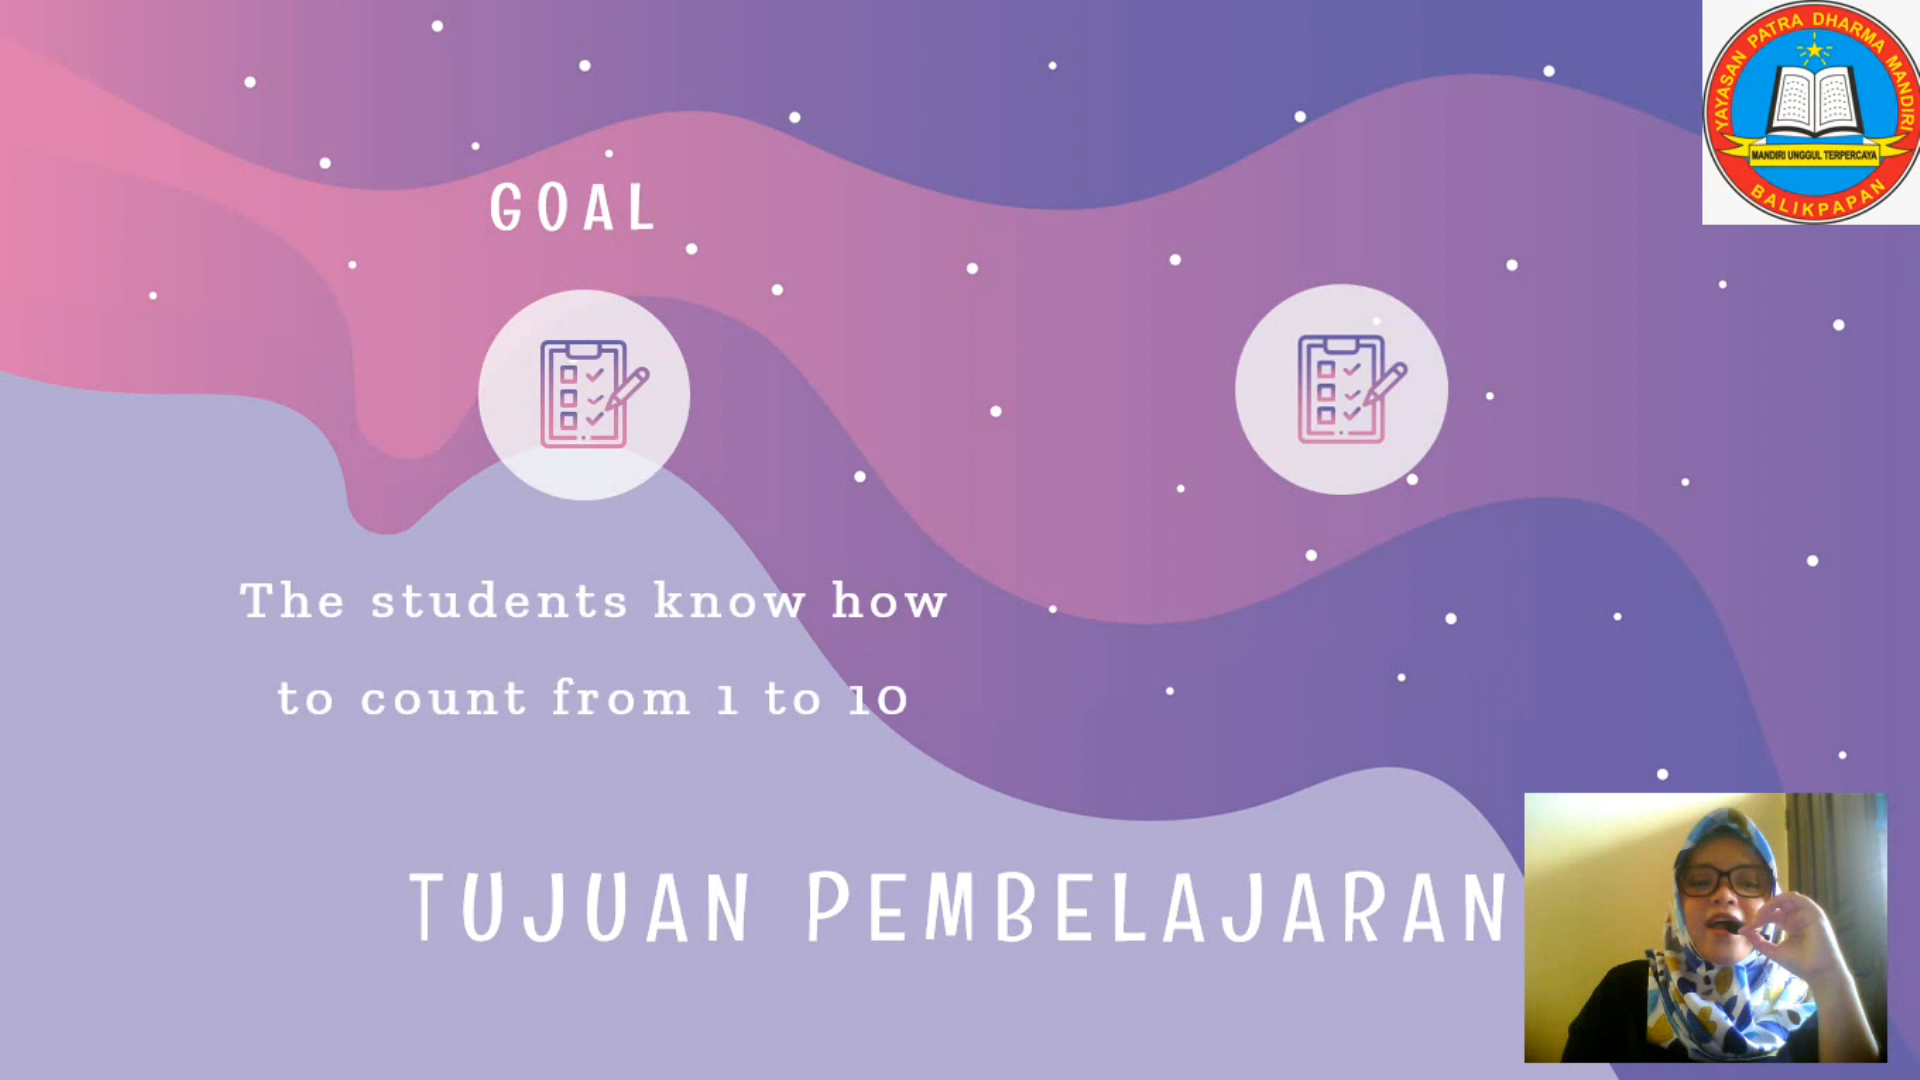 YAYASAN PATRA DHARMA MANDIRI
MANDIRI UNGGUL TERPERCAYA
BALIKPAPAN
GOAL
The students know how
to count from 1 to 10
TUJUAN PEMBELAJARAN